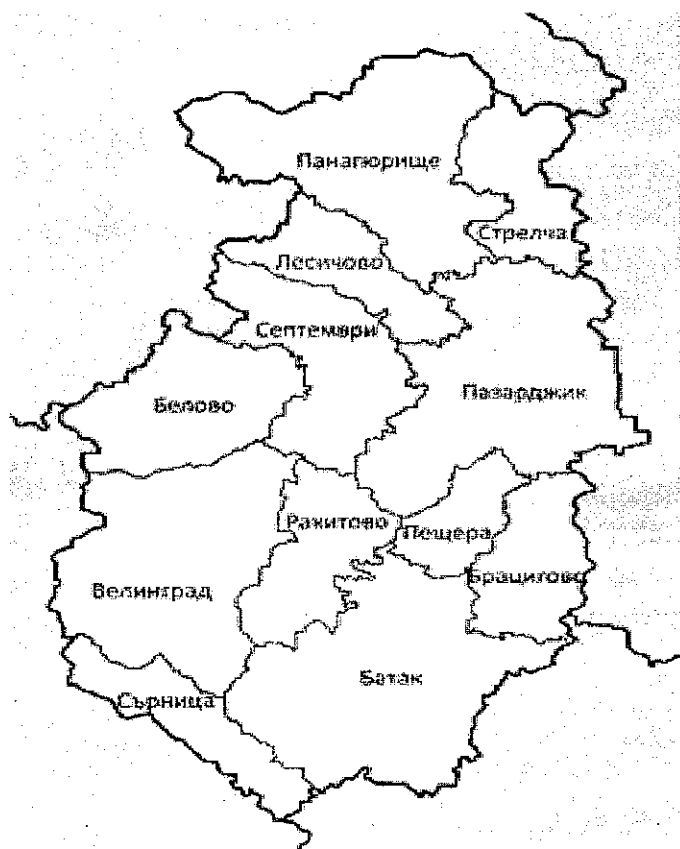 Панагюрище
Стрелча
Лесичово
Септември
Пазарджик
Белово
Ракитово
Пещера
Брацигово
Велинград
Батак
Сърница